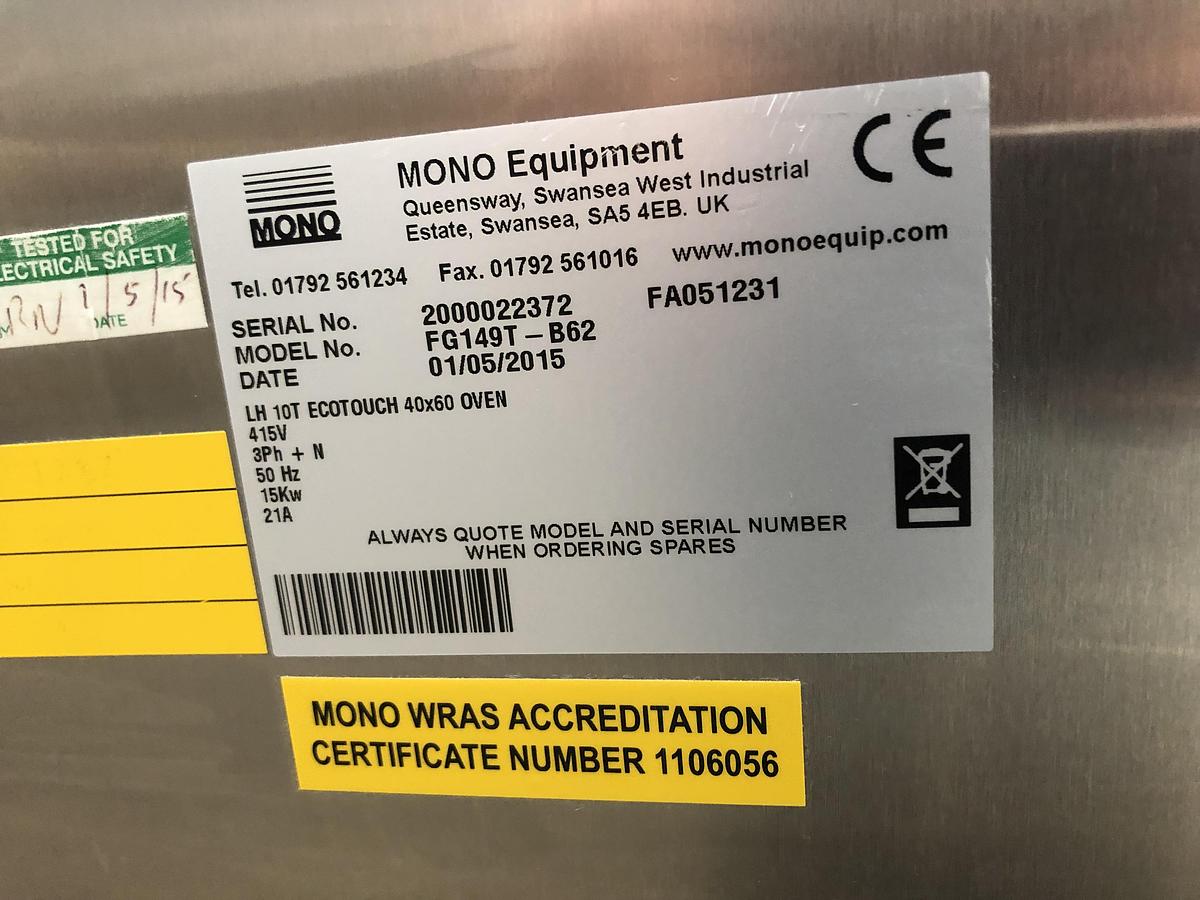 MONO
MONO Equipment
Queensway, Swansea West Industrial
Estate, Swansea, SA5 4EB. UK
CE
Tel. 01792 561234 Fax. 01792 561016 www.monoequip.com
SERIAL No. 2000022372 FA051231
MODEL No. FG149T – B62
DATE 01/05/2015
LH 10T ECOTOUCH 40x60 OVEN
415V
3Ph + N
50 Hz
15Kw
21A
ALWAYS QUOTE MODEL AND SERIAL NUMBER
WHEN ORDERING SPARES
TESTED FOR
LECTRICAL SAFETY
1/5/15
DATE
MONO WRAS ACCREDITATION
CERTIFICATE NUMBER 1106056